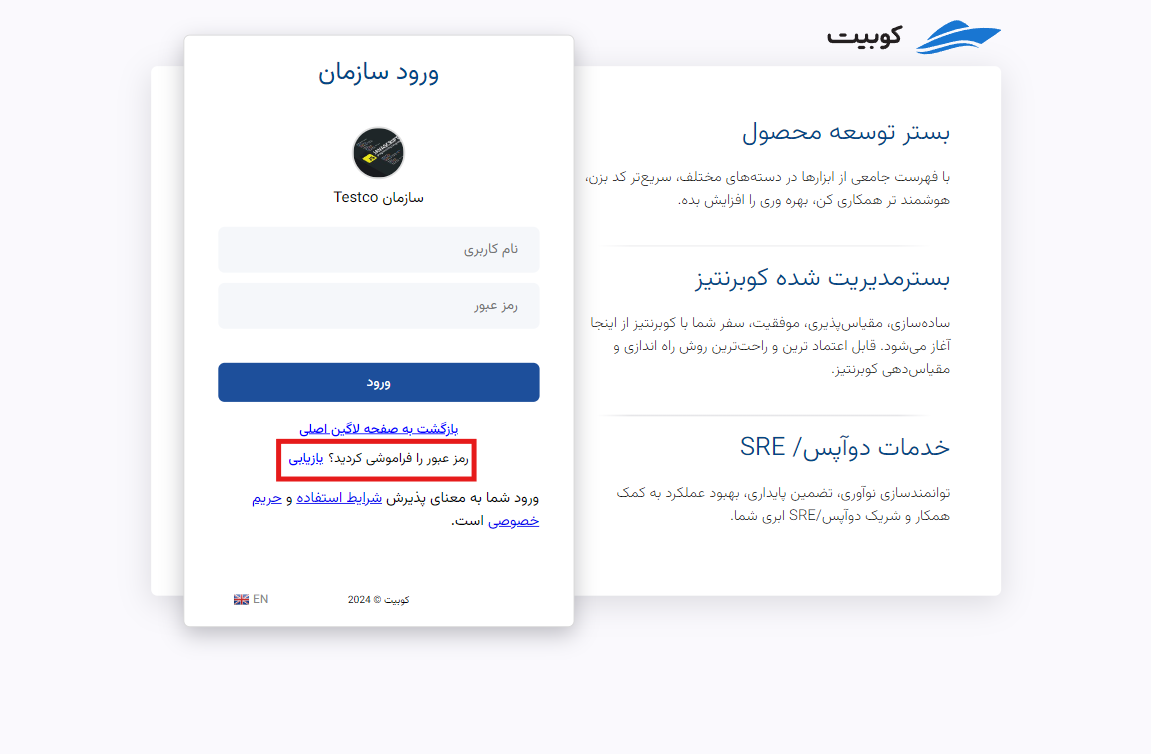 کوبیت
بستر توسعه محصول
با فهرست جامعی از ابزارها در دسته‌های مختلف، سریع‌تر کد بزن،
هوشمند تر همکاری کن، بهره وری را افزایش بده.
بسترمدیریت شده کوبرنتیز
ساده‌سازی، مقیاس‌پذیری، موفقیت، سفر شما با کوبرنتیز از اینجا
آغاز می‌شود. قابل اعتماد ترین و راحت‌ترین روش راه اندازی و
مقیاس‌دهی کوبرنتیز.
خدمات دوآپس/ SRE
توانمندسازی نوآوری، تضمین پایداری، بهبود عملکرد به کمک
همکار و شریک دوآپس/SRE ابری شما.
ورود سازمان
سازمان Testco
نام کاربری
رمز عبور
ورود
بازگشت به صفحه لاگین اصلی
رمز عبور را فراموشی کردید؟ بازیابی
ورود شما به معنای پذیرش شرایط استفاده و حریم
خصوصی است.
کوبیت © 2024
EN